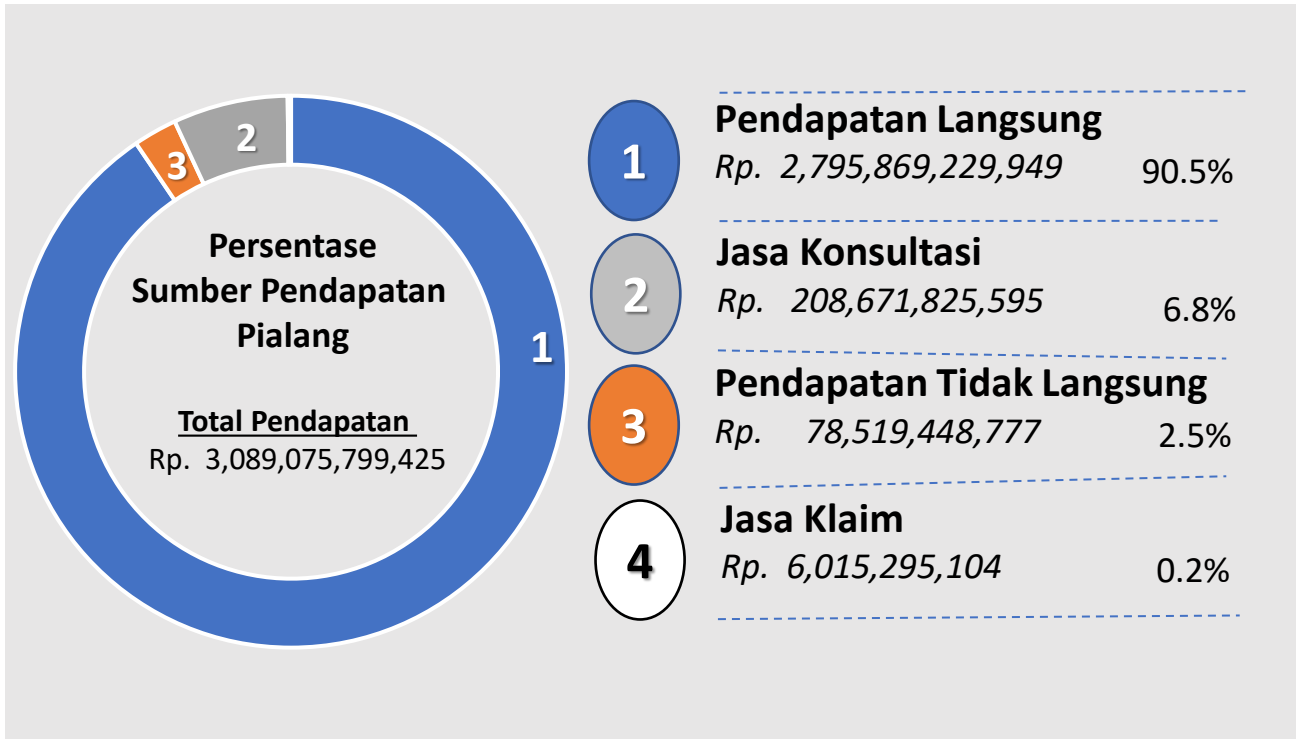 3
2
1
Persentase
Sumber Pendapatan
Pialang
Total Pendapatan
Rp. 3,089,075,799,425
1
Pendapatan Langsung
Rp. 2,795,869,229,949 90.5%
2
Jasa Konsultasi
Rp. 208,671,825,595 6.8%
3
Pendapatan Tidak Langsung
Rp. 78,519,448,777 2.5%
4
Jasa Klaim
Rp. 6,015,295,104 0.2%